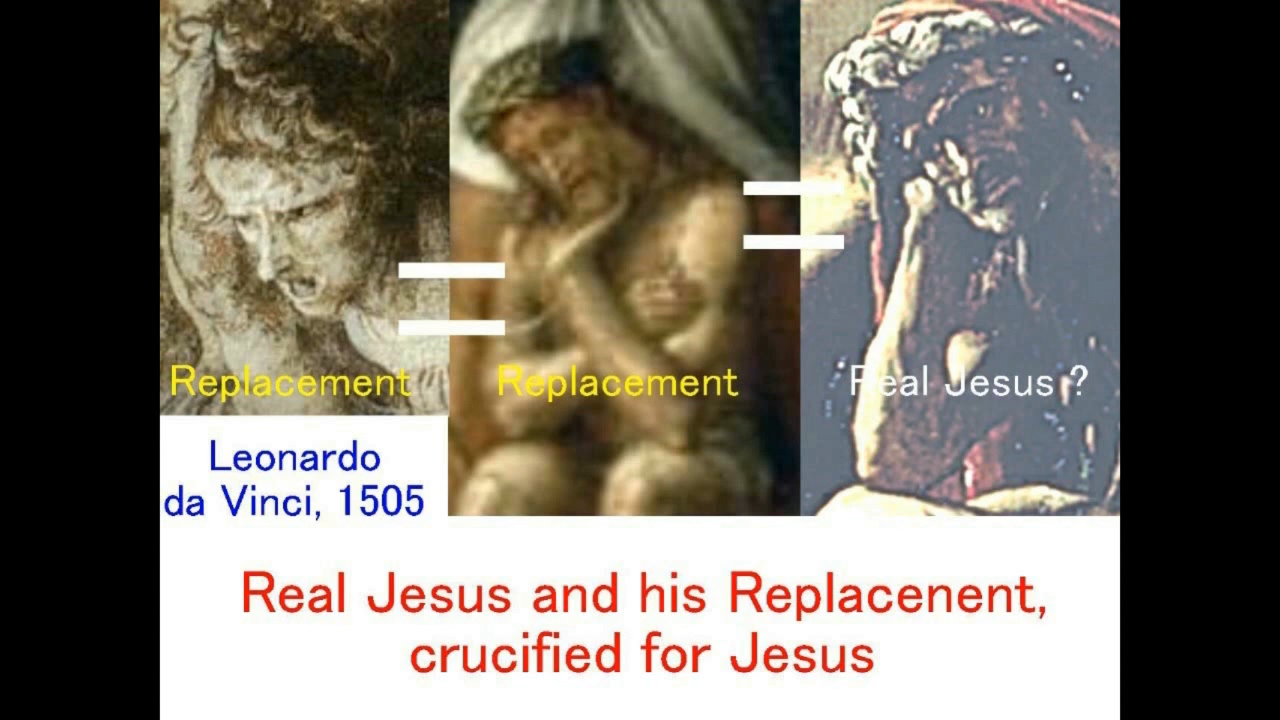 Replacement
Replacement
Real Jesus ?
Leonardo
da Vinci, 1505
Real Jesus and his Replacenent,
crucified for Jesus